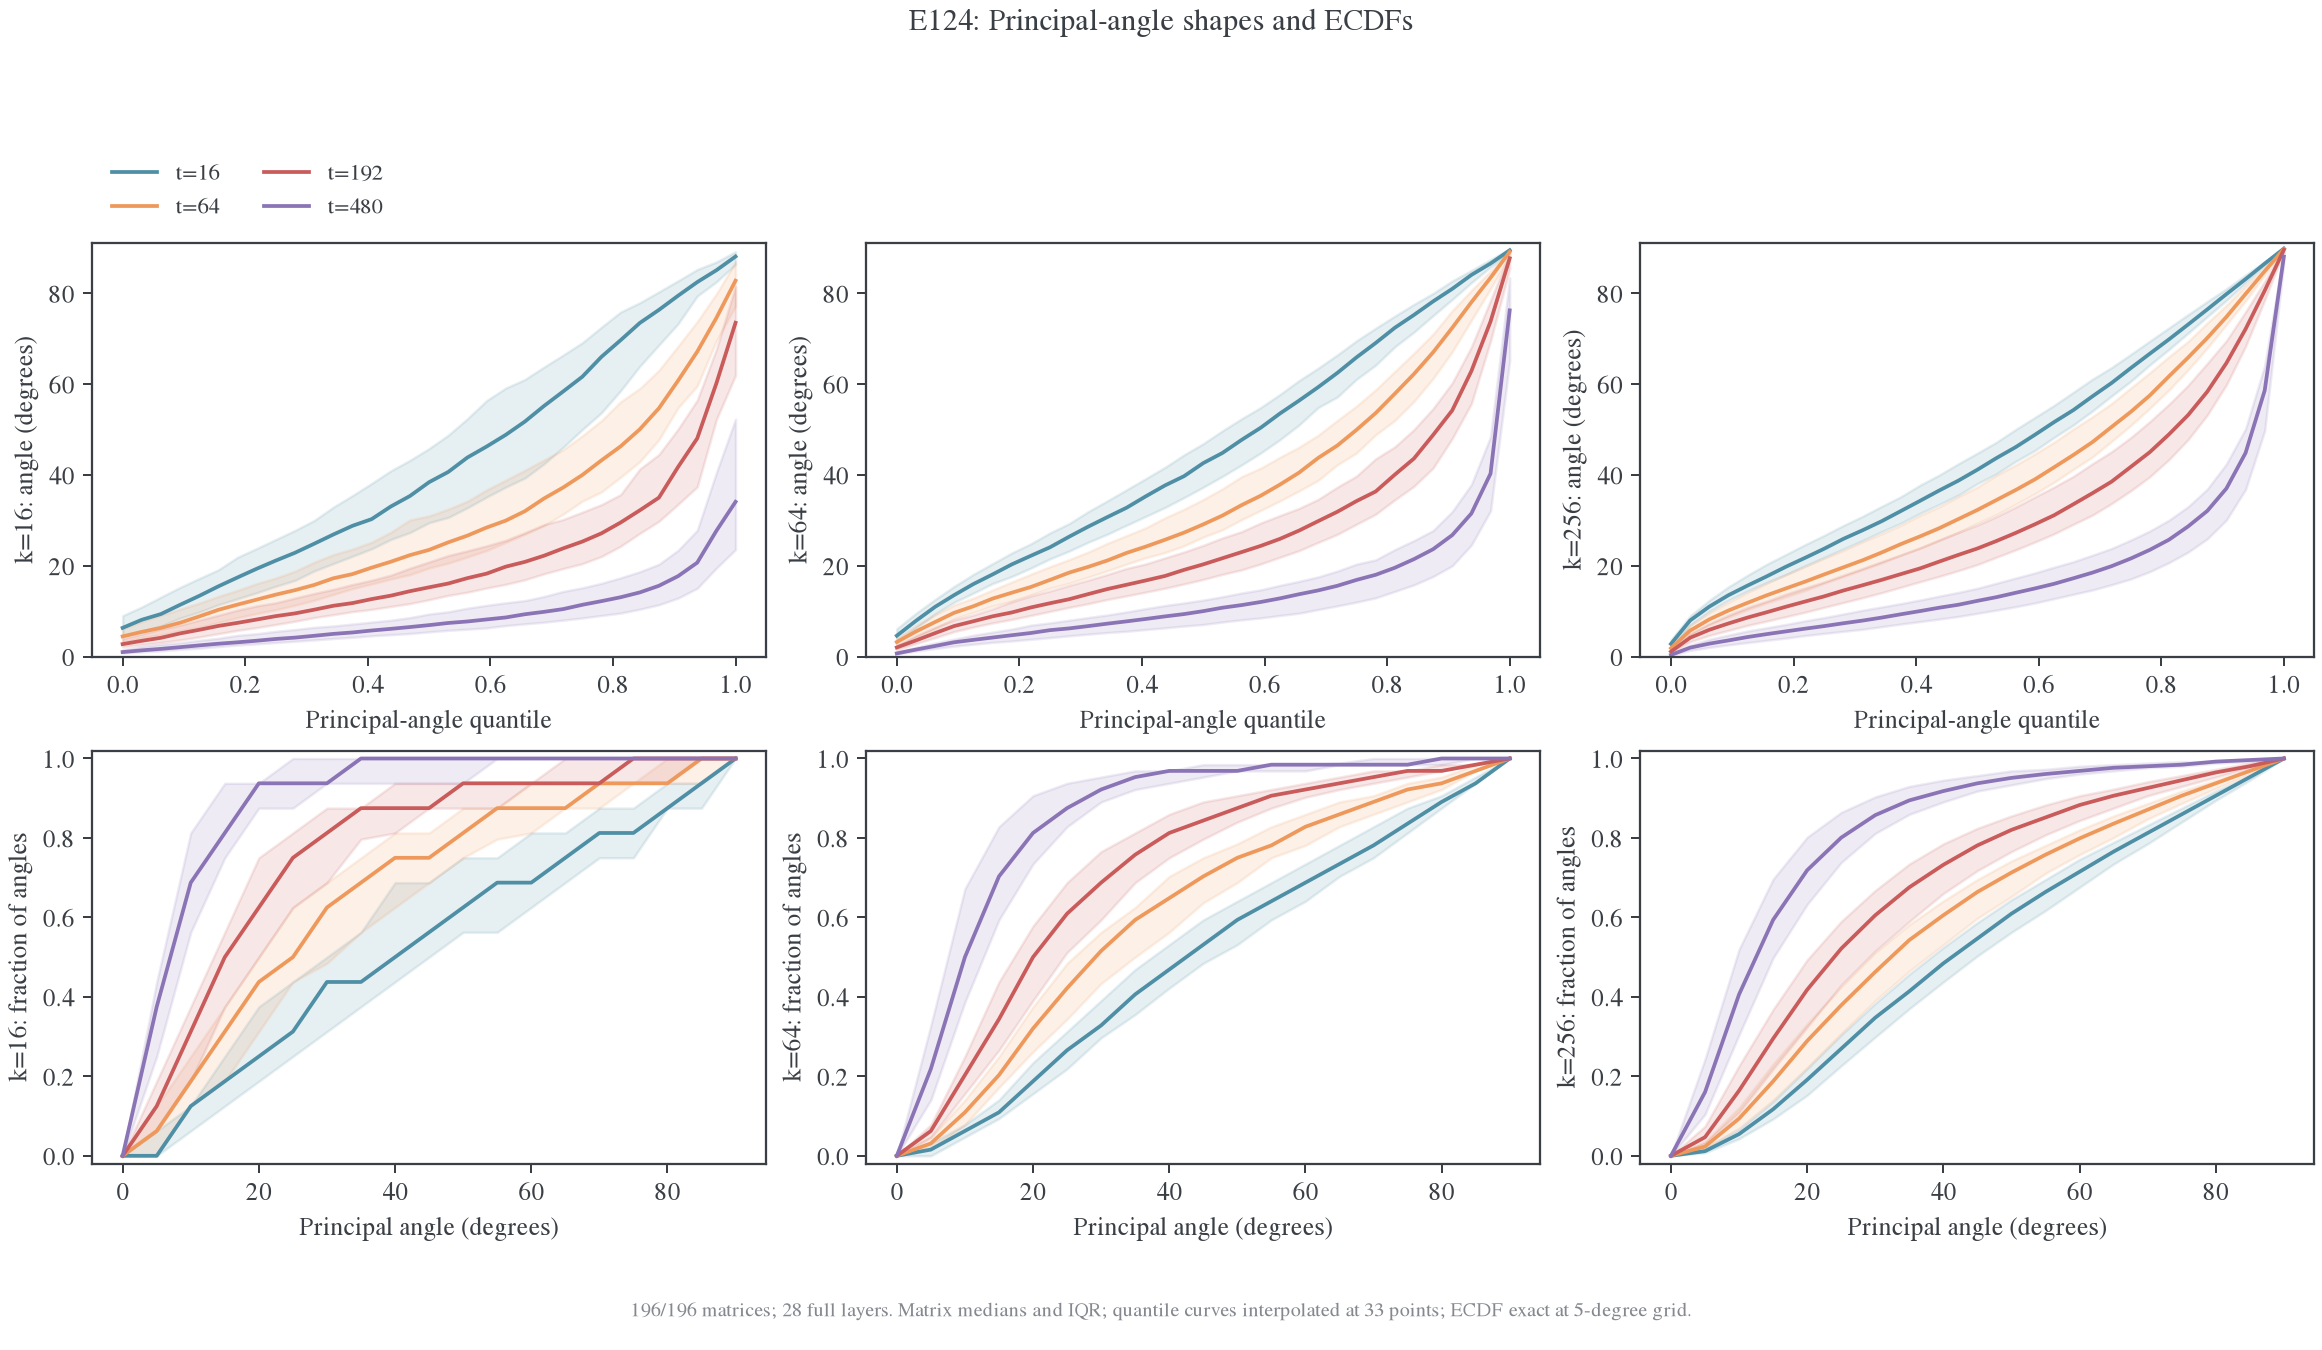 E124: Principal-angle shapes and ECDFs
t=16
t=192
t=64
t=480
k=16: angle (degrees)
80
60
40
20
0
0.0 0.2 0.4 0.6 0.8 1.0
Principal-angle quantile
k=64: angle (degrees)
80
60
40
20
0
0.0 0.2 0.4 0.6 0.8 1.0
Principal-angle quantile
k=256: angle (degrees)
80
60
40
20
0
0.0 0.2 0.4 0.6 0.8 1.0
Principal-angle quantile
k=16: fraction of angles
1.0
0.8
0.6
0.4
0.2
0.0
0 20 40 60 80
Principal angle (degrees)
k=64: fraction of angles
1.0
0.8
0.6
0.4
0.2
0.0
0 20 40 60 80
Principal angle (degrees)
k=256: fraction of angles
1.0
0.8
0.6
0.4
0.2
0.0
0 20 40 60 80
Principal angle (degrees)
196/196 matrices; 28 full layers. Matrix medians and IQR; quantile curves interpolated at 33 points; ECDF exact at 5-degree grid.